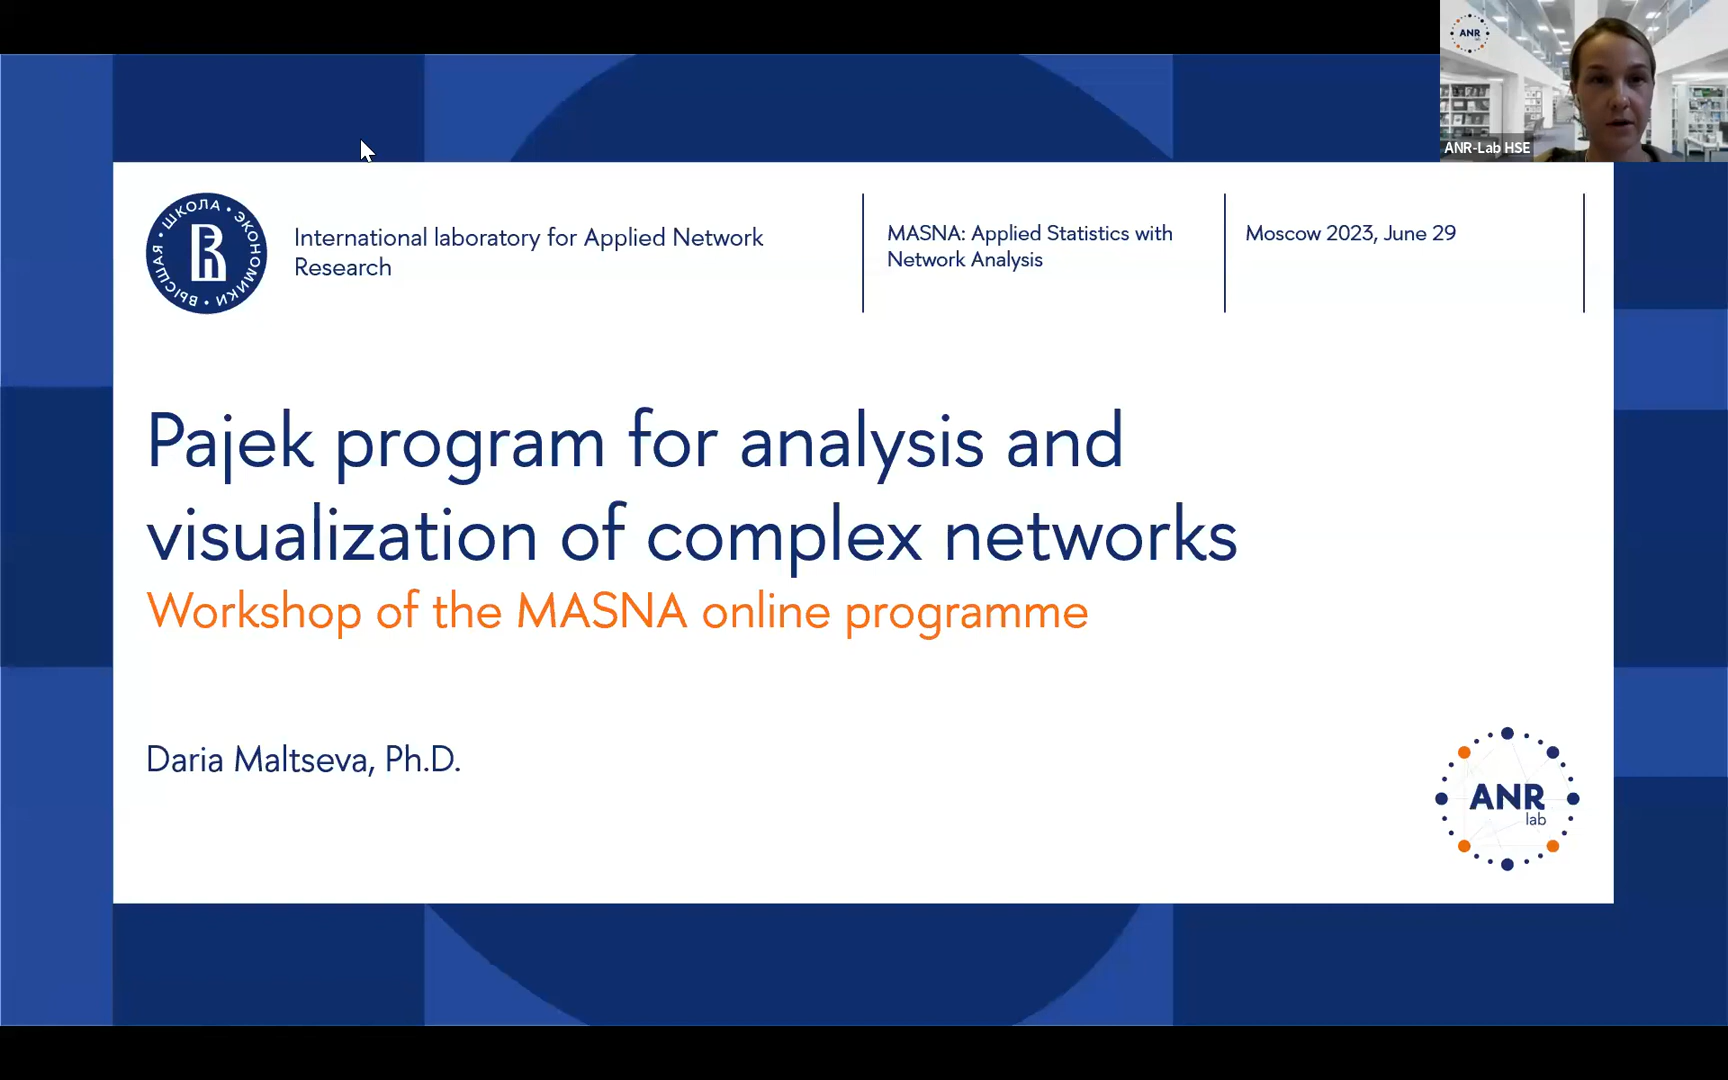 ANR
lab
ANR-Lab HSE
ВЫСШАЯ • ШКОЛА • ЭКОНОМИКИ •
International laboratory for Applied Network
Research
MASNA: Applied Statistics with
Network Analysis
Moscow 2023, June 29
Pajek program for analysis and
visualization of complex networks
Workshop of the MASNA online programme
Daria Maltseva, Ph.D.
ANR
lab